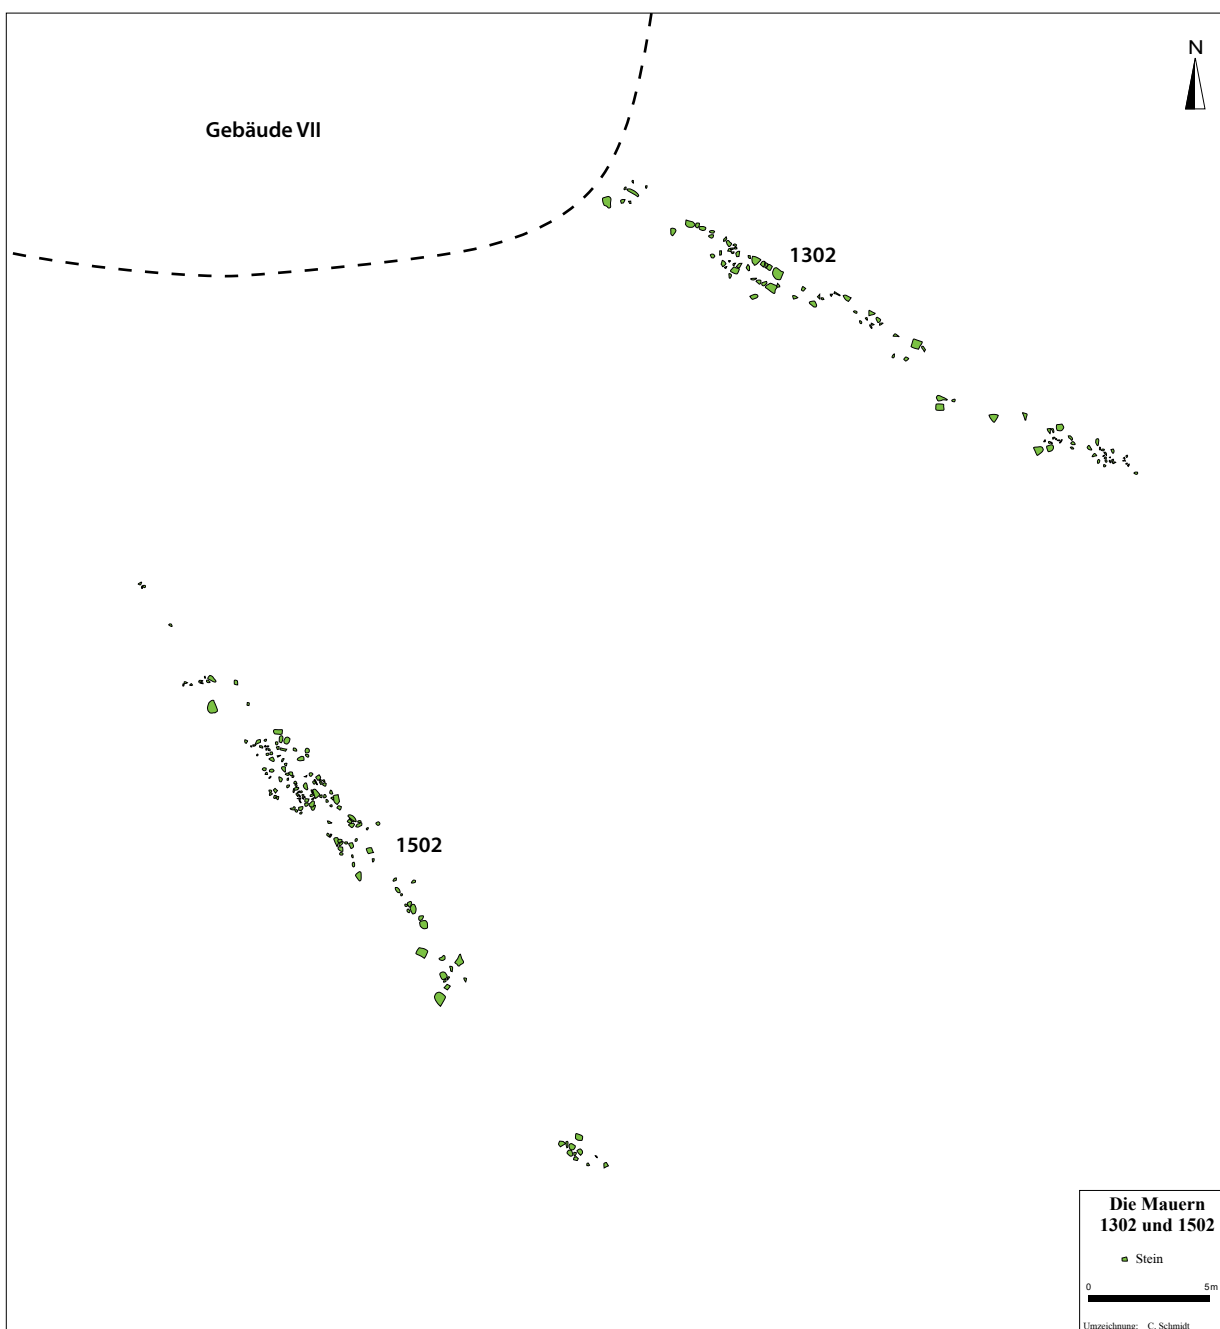 N
Gebäude VII
1302
1502
Die Mauern
1302 und 1502
Stein
0 5m
Umzeichnung: C. Schmidt